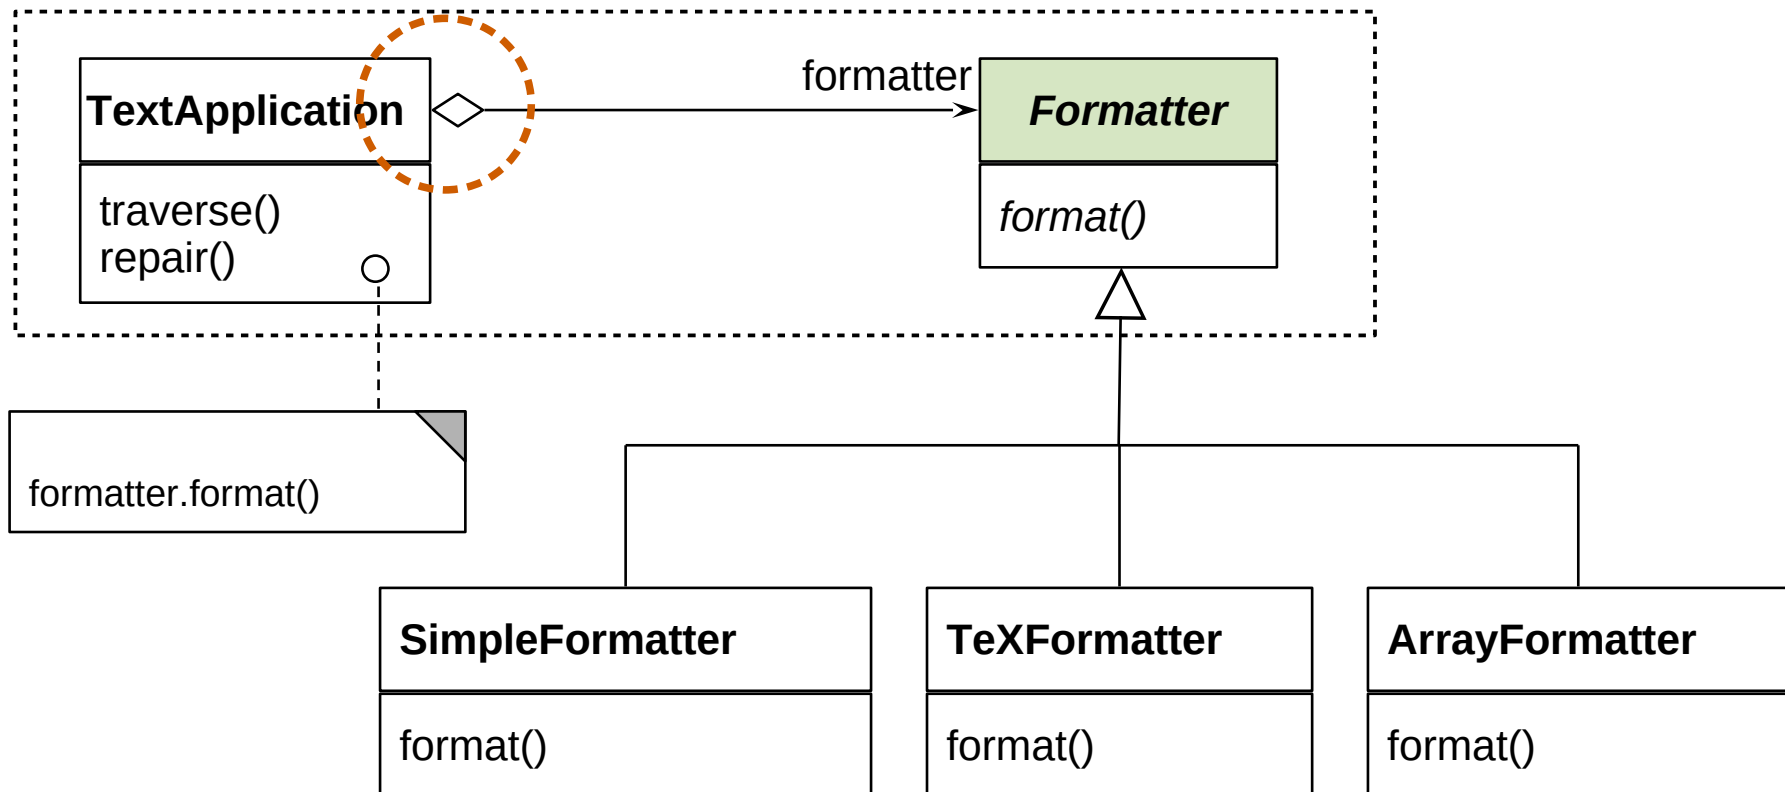 TextApplication
traverse()
repair()
formatter
Formatter
format()
formatter.format()
SimpleFormatter
format()
TeXFormatter
format()
ArrayFormatter
format()